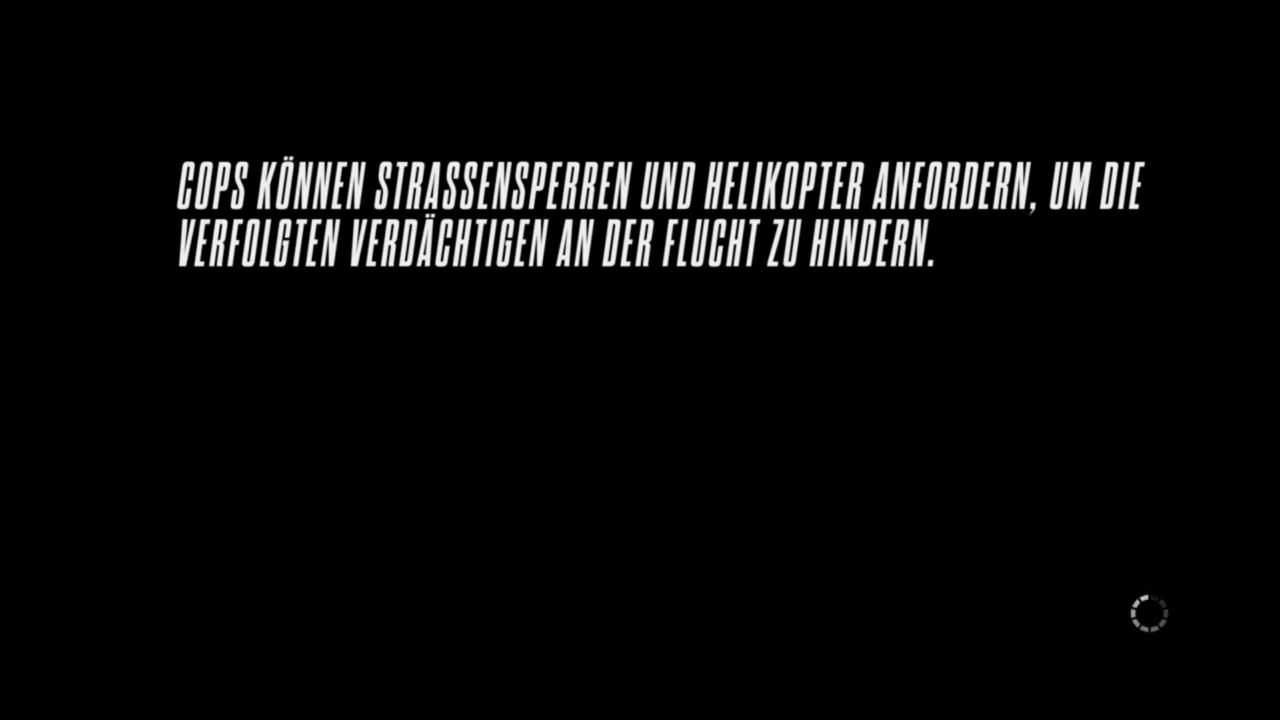 COPS KÖNNEN STRASSENSPERREN UND HELIKOPTER ANFORDERN, UM DIE
VERFOLGTEN VERDÄCHTIGEN AN DER FLUCHT ZU HINDERN.